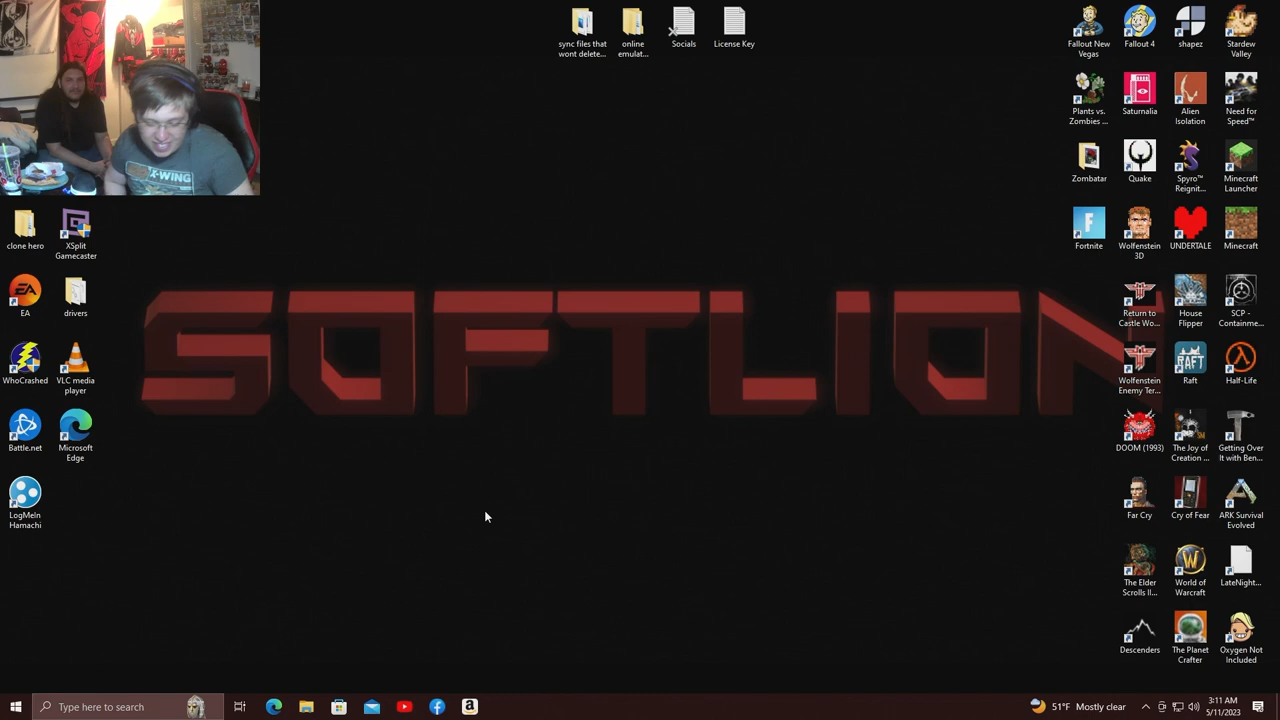 X-WING
sync files that
wont delete...
online
emulat...
Socials
License Key
Fallout New
Vegas
Fallout 4
shapez
Stardew
Valley
Plants vs.
Zombies ...
Saturnalia
Alien
Isolation
Need for
Speed™
Zombatar
Quake
Spyro™
Reignit...
Minecraft
Launcher
clone hero
XSplit
Gamecaster
Fortnite
Wolfenstein
3D
UNDERTALE
Minecraft
EA
EA
drivers
SOFTLION
Return to
Castle Wo...
House
Flipper
SCP -
Containme...
WhoCrashed
VLC media
player
Wolfenstein
Enemy Ter...
RAFT
Raft
Half-Life
Battle.net
Microsoft
Edge
DOOM (1993)
The Joy of
Creation ...
Getting Over
It with Ben...
LogMeIn
Hamachi
Far Cry
Cry of Fear
ARK Survival
Evolved
The Elder
Scrolls II...
World of
Warcraft
LateNight...
Descenders
The Planet
Crafter
Oxygen Not
Included
Type here to search
51°F Mostly clear
3:11 AM
5/11/2023